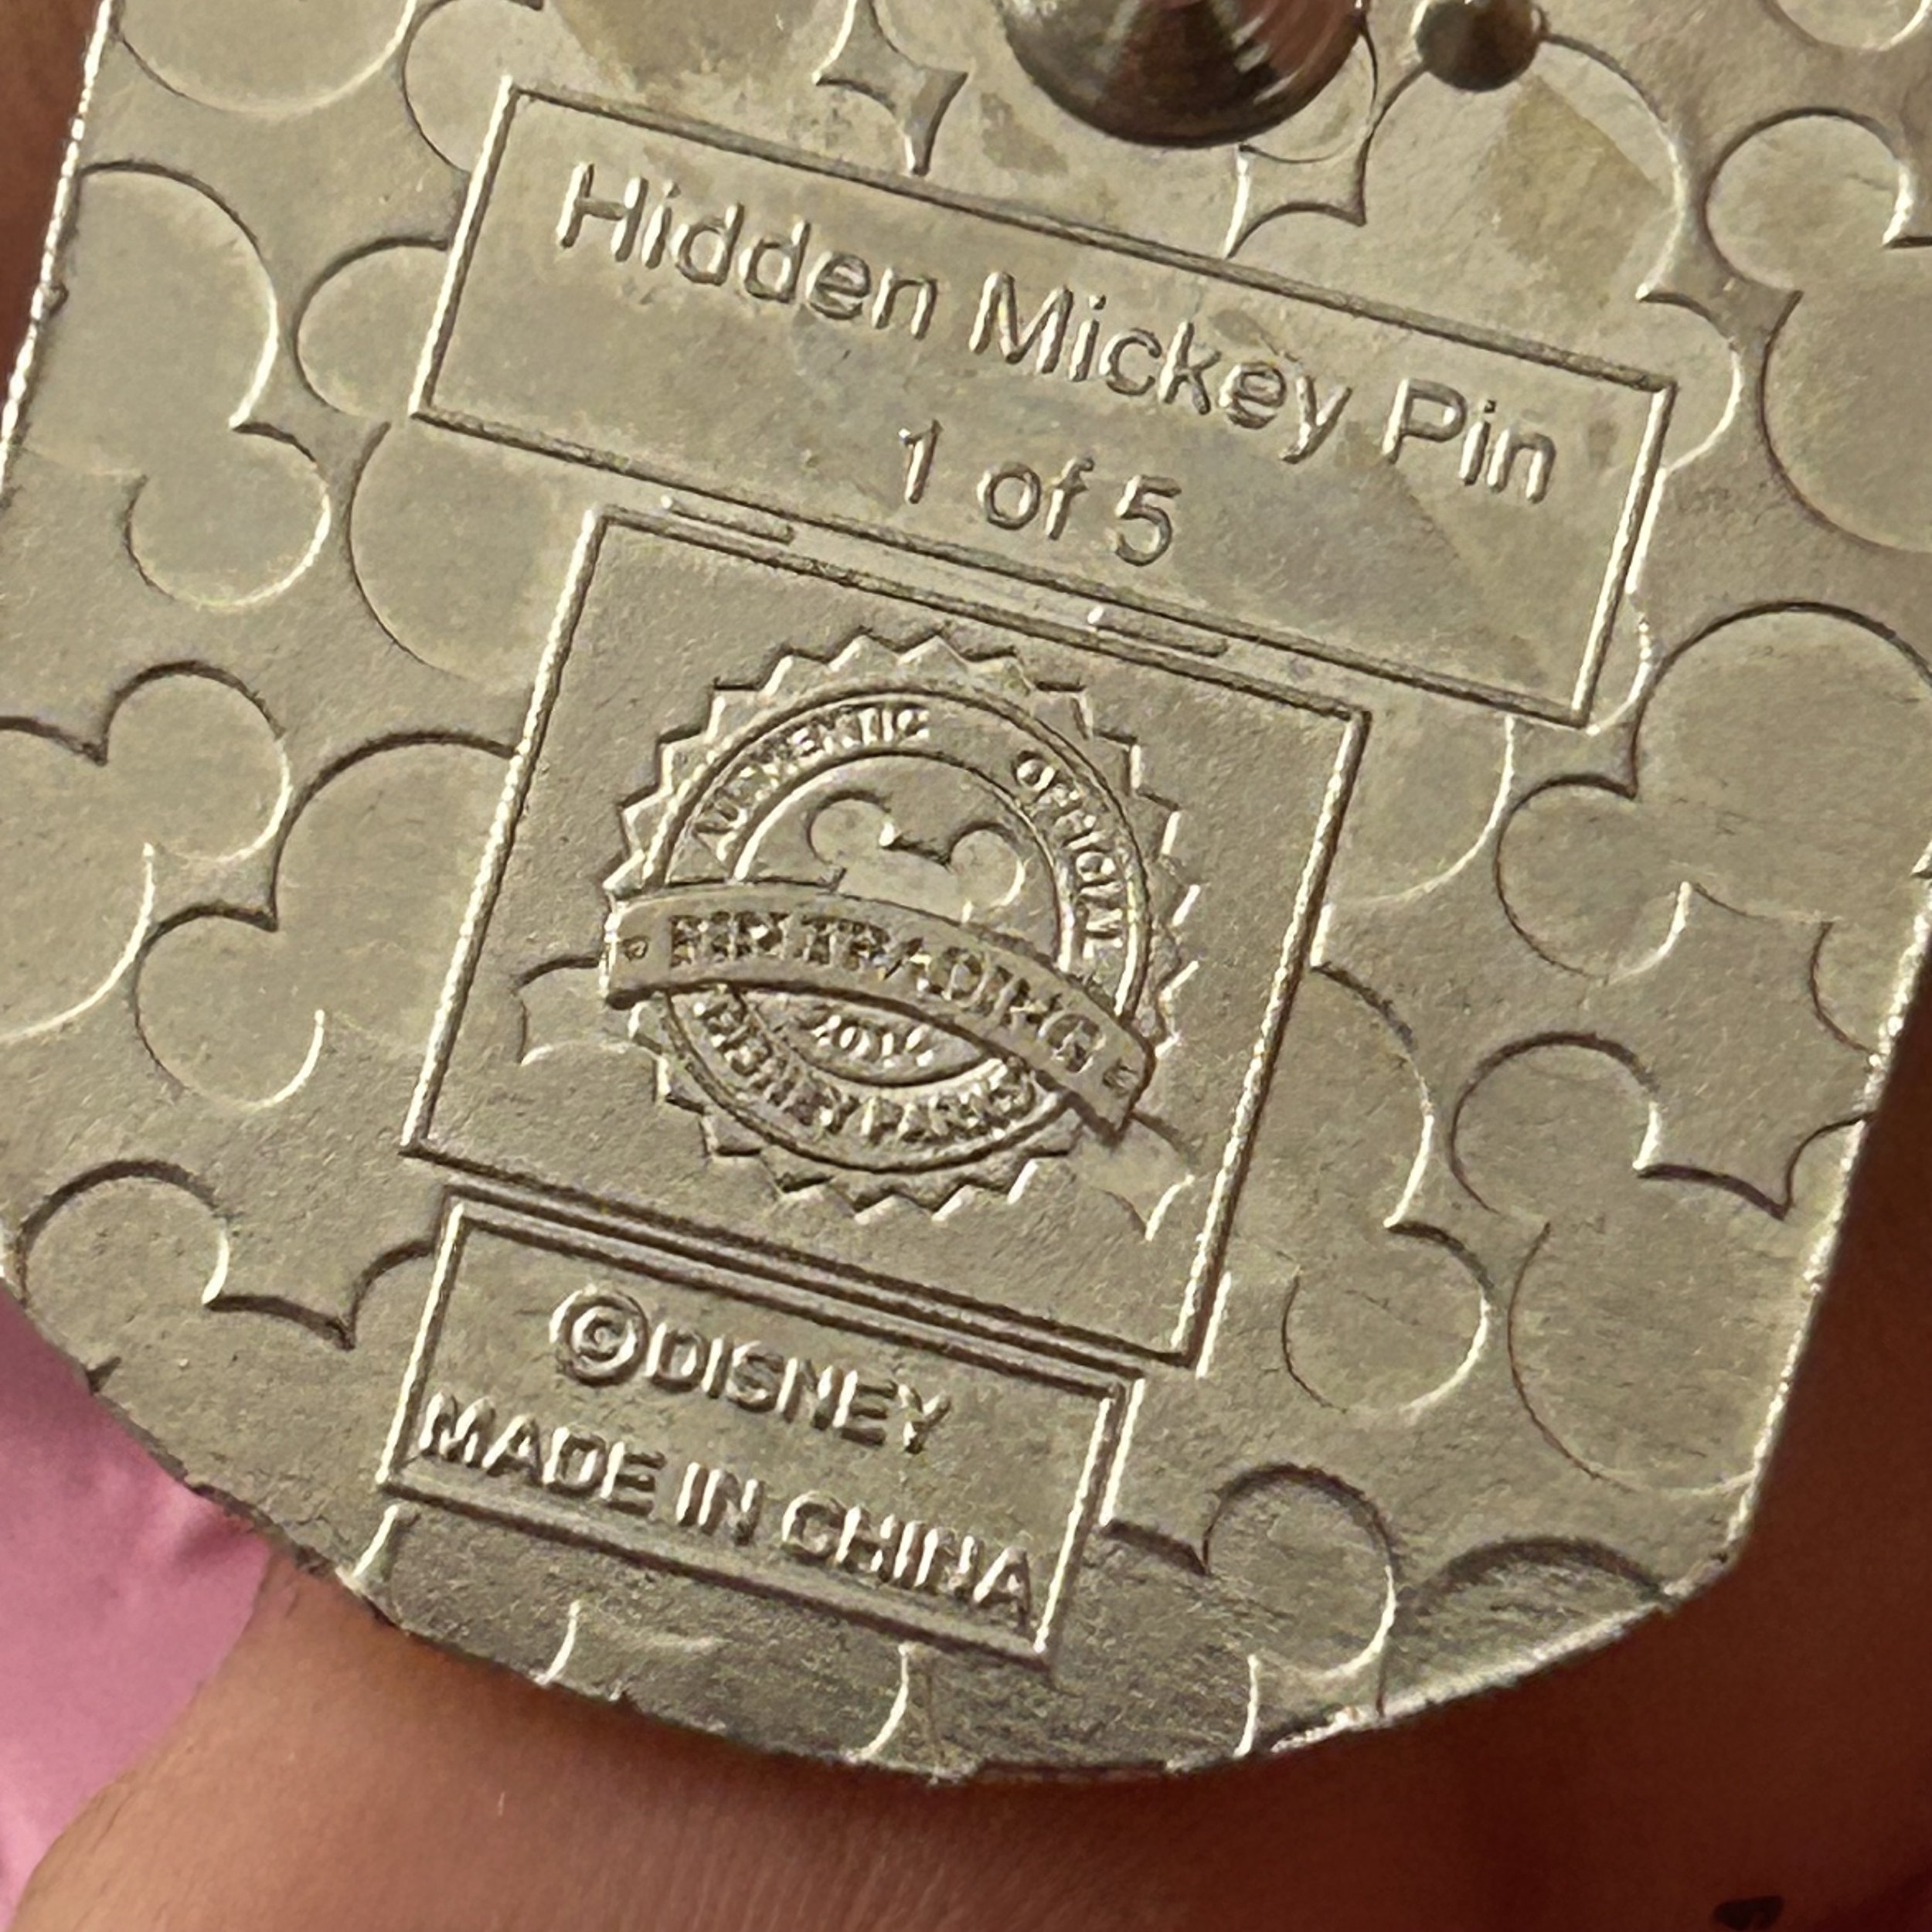 Hidden Mickey Pin
1 of 5
AUTHENTIC
OFFICIAL
PIN TRADING
DISNEY PARKS
©DISNEY
MADE IN CHINA